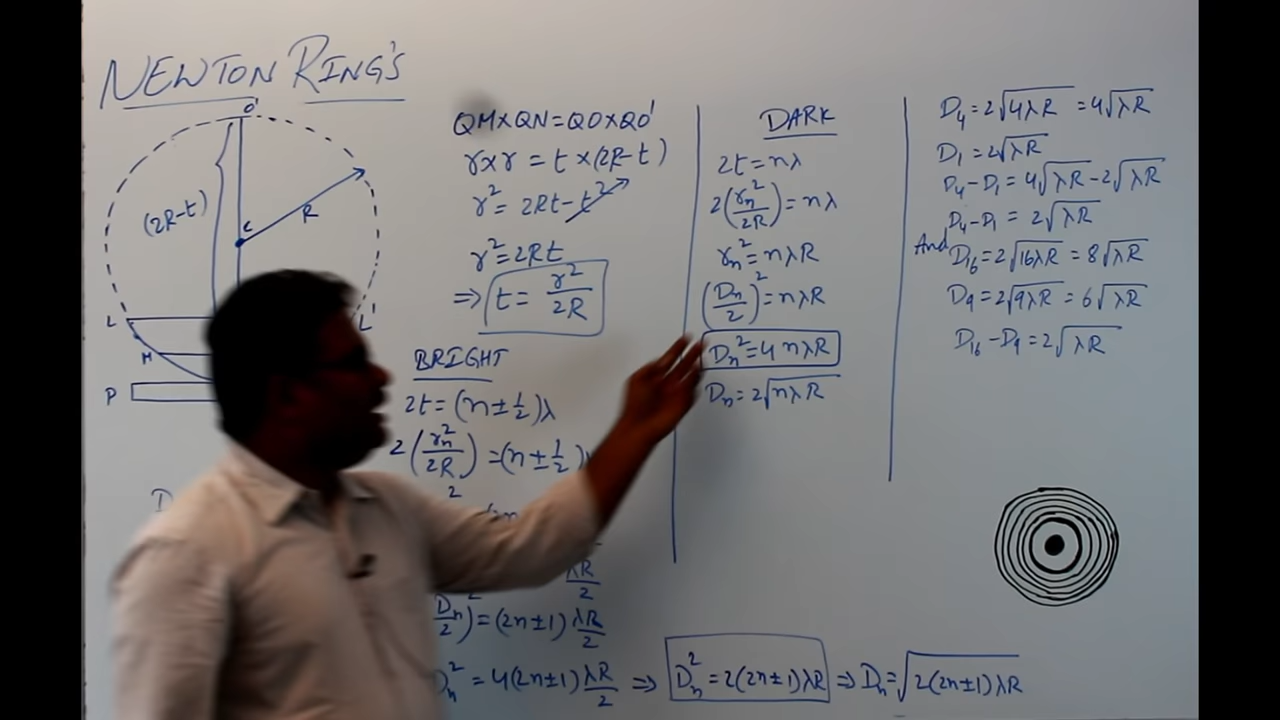 NEWTON RING'S
O'
(2R-t)
C
R
L
L'
M
P
D
QM×QN=QO×QO'
r×r = t×(2R-t)
r² = 2Rt-t²
r²=2Rt
⇒ t = r²/2R
BRIGHT
2t=(n±1/2)λ
2(rn²/2R)=(n±1/2)λ
2
λR/2
Dn/2)²=(2n±1)λR/2
Dn²=4(2n±1)λR/2 ⇒ Dn²=2(2n±1)λR ⇒ Dn=√2(2n±1)λR
DARK
2t=nλ
2(rn²/2R)=nλ
rn²=nλR
(Dn/2)²=nλR
Dn²=4nλR
Dn=2√nλR
D4=2√4λR =4√λR
D1=2√λR
D4-D1=4√λR-2√λR
D4-D1 = 2√λR
And D16=2√16λR=8√λR
D9=2√9λR=6√λR
D16-D9=2√λR